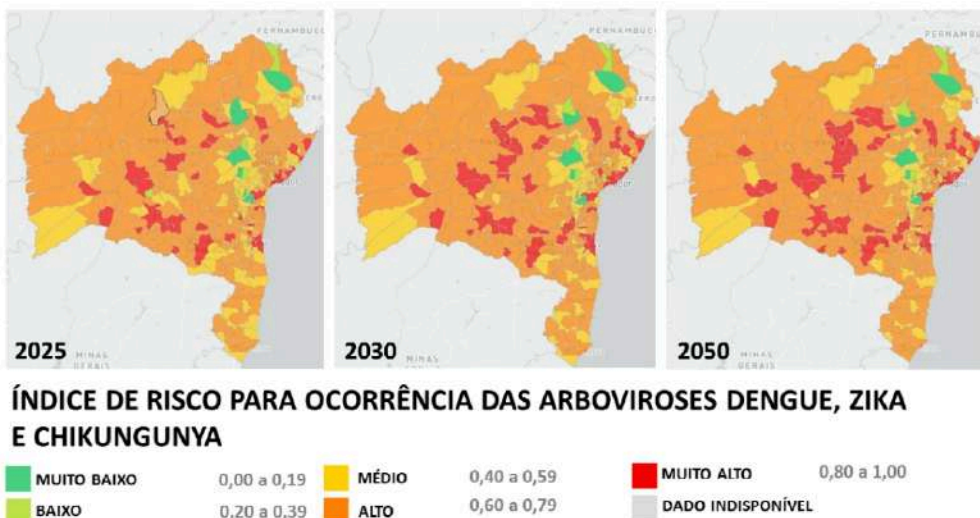 PERNAMBUCO
PERNAMBUCO
PERNAMBUC
2025
MINAS
GERAIS
2030
MINAS
GERAIS
2050
MINAS
GERAIS
ÍNDICE DE RISCO PARA OCORRÊNCIA DAS ARBOVIROSES DENGUE, ZIKA
E CHIKUNGUNYA
MUITO BAIXO 0,00 a 0,19 MÉDIO 0,40 a 0,59 MUITO ALTO 0,80 a 1,00
BAIXO 0,20 a 0,39 ALTO 0,60 a 0,79 DADO INDISPONÍVEL